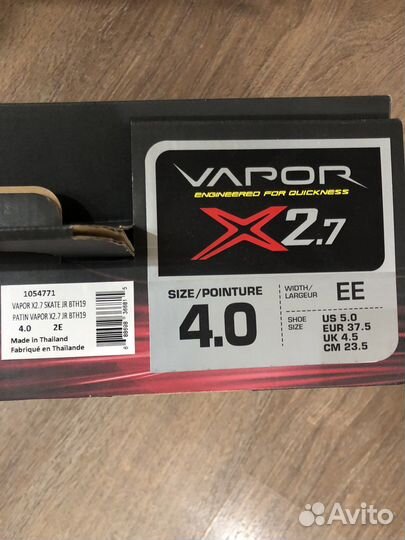 VAPOR
ENGINEERED FOR QUICKNESS
X2.7
SIZE/POINTURE
4.0
WIDTH/
LARGEUR
EE
SHOE
SIZE
US 5.0
EUR 37.5
UK 4.5
CM 23.5
1054771
VAPOR X2.7 SKATE JR BTH19
PATIN VAPOR X2.7 JR BTH19
4.0 2E
Made in Thailand
Fabriqué en Thaïlande
Avito